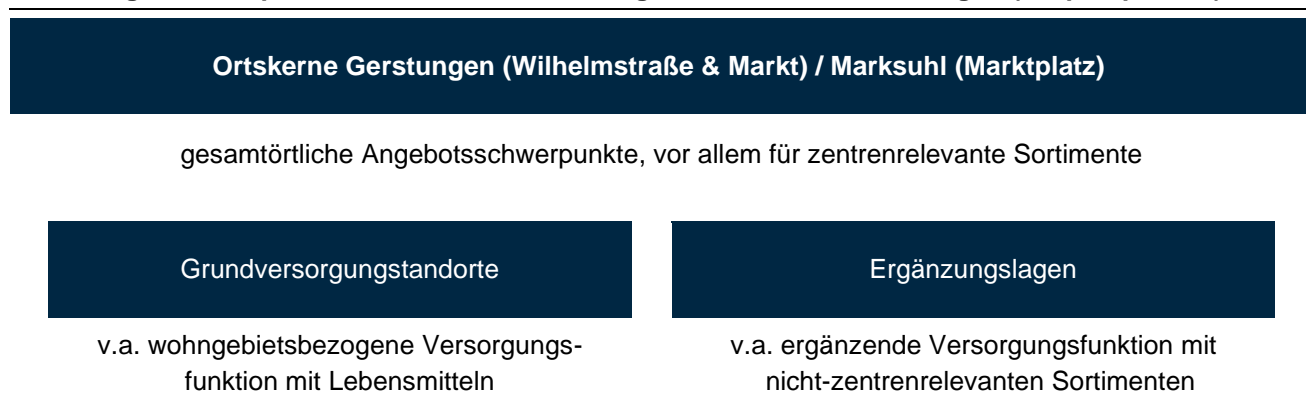 Ortskerne Gerstungen (Wilhelmstraße & Markt) / Marksuhl (Marktplatz)
gesamtörtliche Angebotsschwerpunkte, vor allem für zentrenrelevante Sortimente
Grundversorgungstandorte
Ergänzungslagen
v.a. wohngebietsbezogene Versorgungs-
funktion mit Lebensmitteln
v.a. ergänzende Versorgungsfunktion mit
nicht-zentrenrelevanten Sortimenten